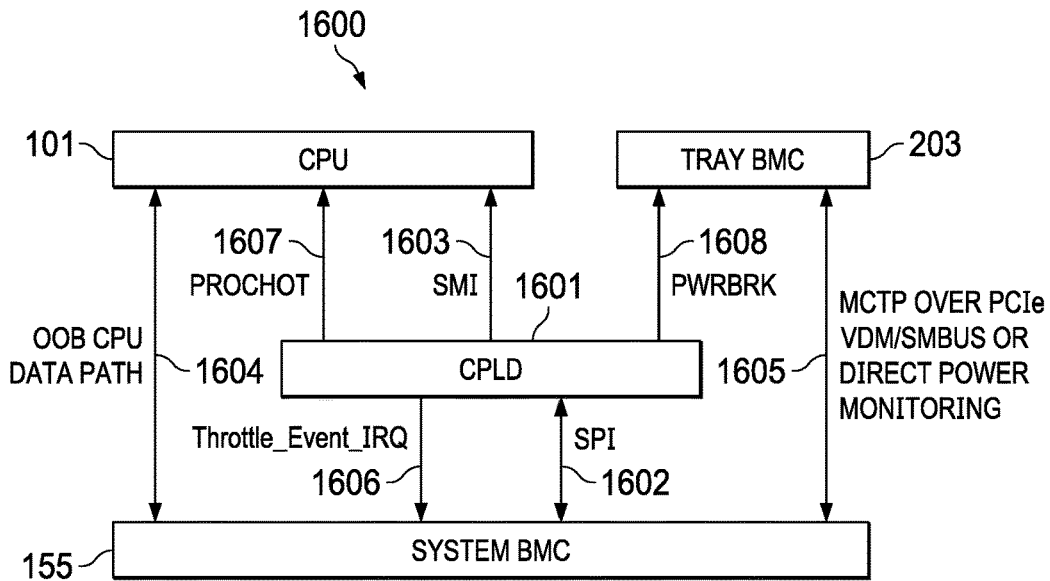 1600
101
CPU
TRAY BMC
203
1607
PROCHOT
1603
SMI
1608
PWRBRK
1601
OOB CPU
DATA PATH
1604
CPLD
1605
MCTP OVER PCIe
VDM/SMBUS OR
DIRECT POWER
MONITORING
Throttle_Event_IRQ
1606
SPI
1602
155
SYSTEM BMC